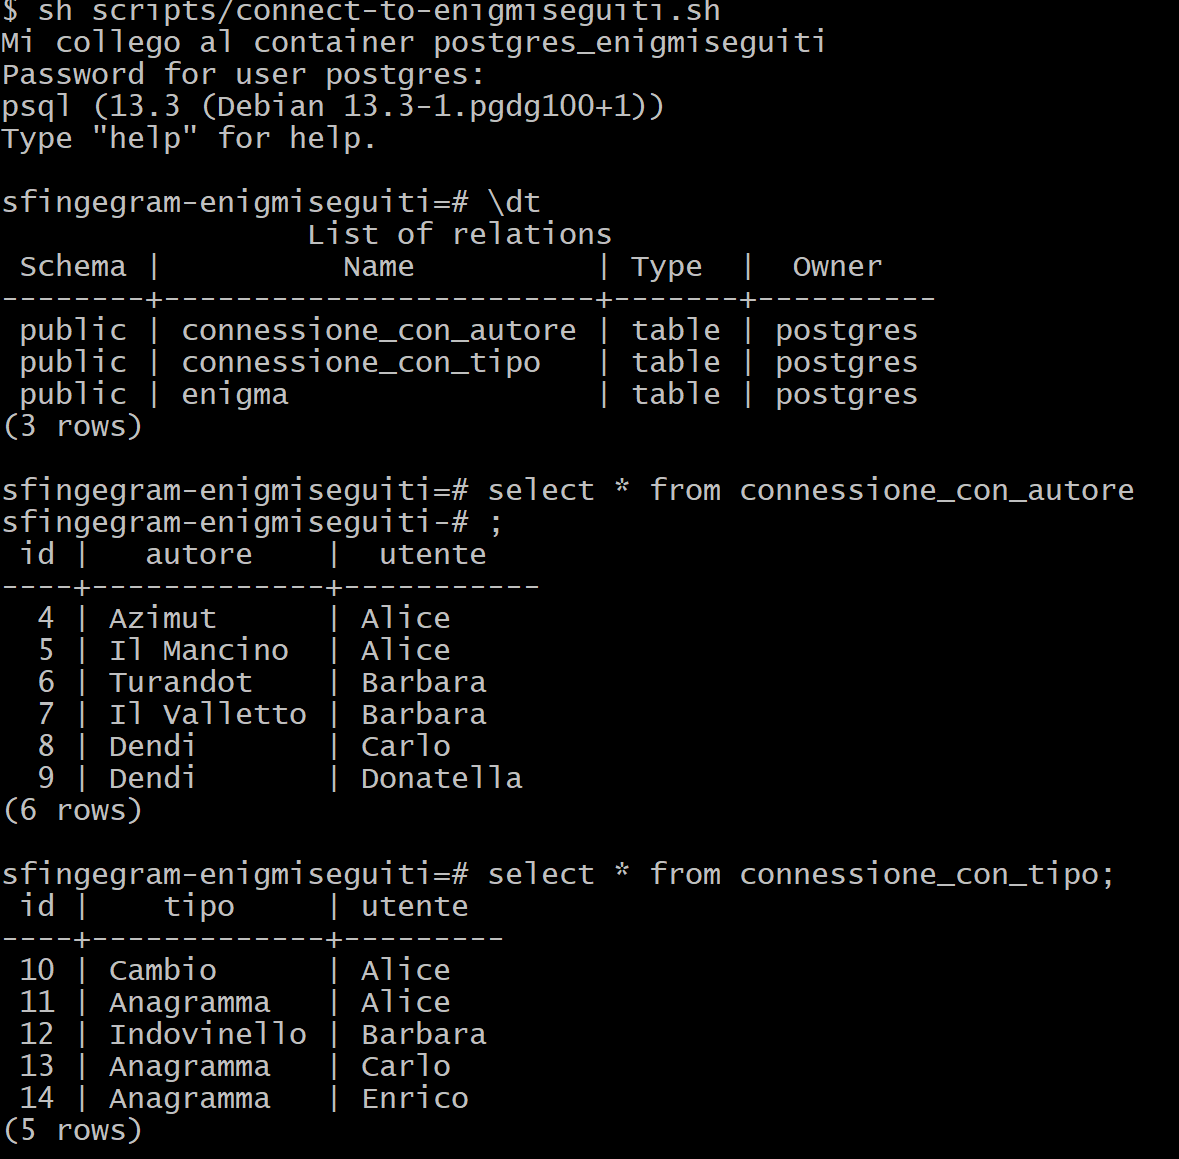 $ sh scripts/connect-to-enigmiseguiti.sh
Mi collego al container postgres_enigmiseguiti
Password for user postgres:
psql (13.3 (Debian 13.3-1.pgdg100+1))
Type "help" for help.

sfingegram-enigmiseguiti=# \dt
                 List of relations
 Schema |          Name          | Type  |  Owner
--------+------------------------+-------+----------
 public | connessione_con_autore | table | postgres
 public | connessione_con_tipo   | table | postgres
 public | enigma                 | table | postgres
(3 rows)

sfingegram-enigmiseguiti=# select * from connessione_con_autore
sfingegram-enigmiseguiti-# ;
 id |   autore    |  utente
----+-------------+-----------
  4 | Azimut      | Alice
  5 | Il Mancino  | Alice
  6 | Turandot    | Barbara
  7 | Il Valletto | Barbara
  8 | Dendi       | Carlo
  9 | Dendi       | Donatella
(6 rows)

sfingegram-enigmiseguiti=# select * from connessione_con_tipo;
 id |    tipo     | utente
----+-------------+---------
 10 | Cambio      | Alice
 11 | Anagramma   | Alice
 12 | Indovinello | Barbara
 13 | Anagramma   | Carlo
 14 | Anagramma   | Enrico
(5 rows)